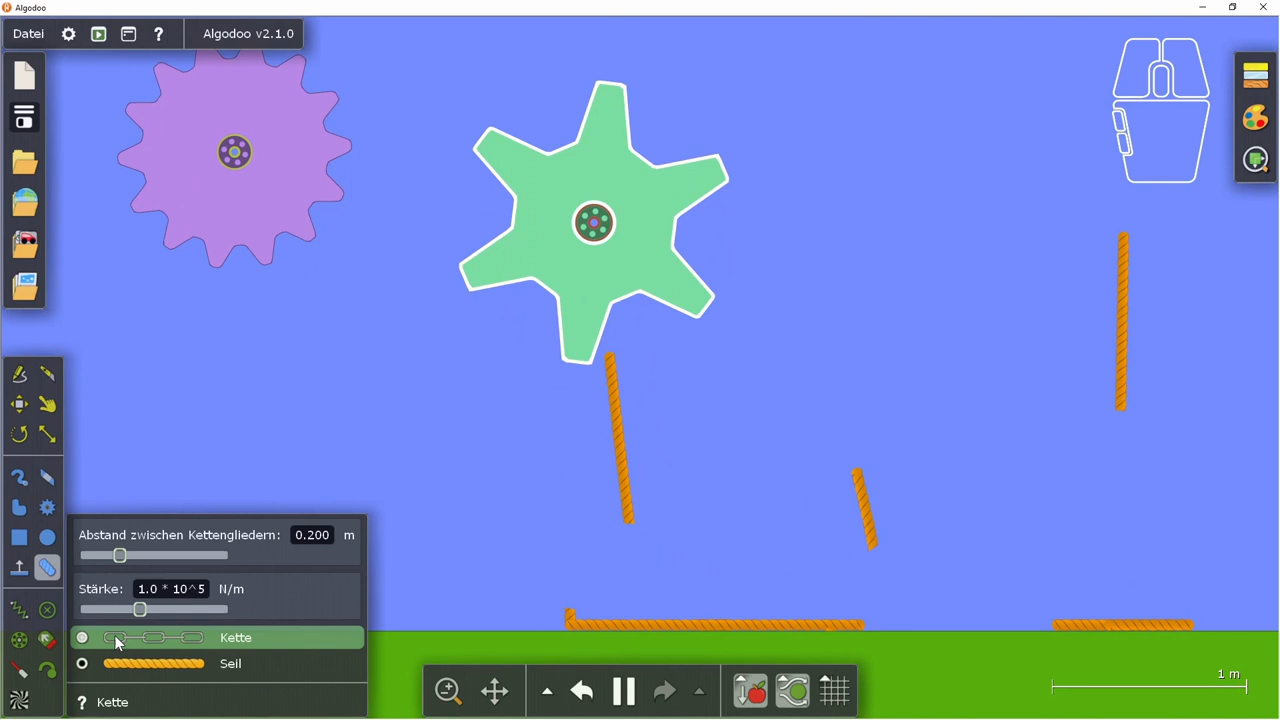 Algodoo
Datei
?
Algodoo v2.1.0
Abstand zwischen Kettengliedern: 0.200 m
Stärke: 1.0 * 10^5 N/m
Kette
Seil
? Kette
1 m